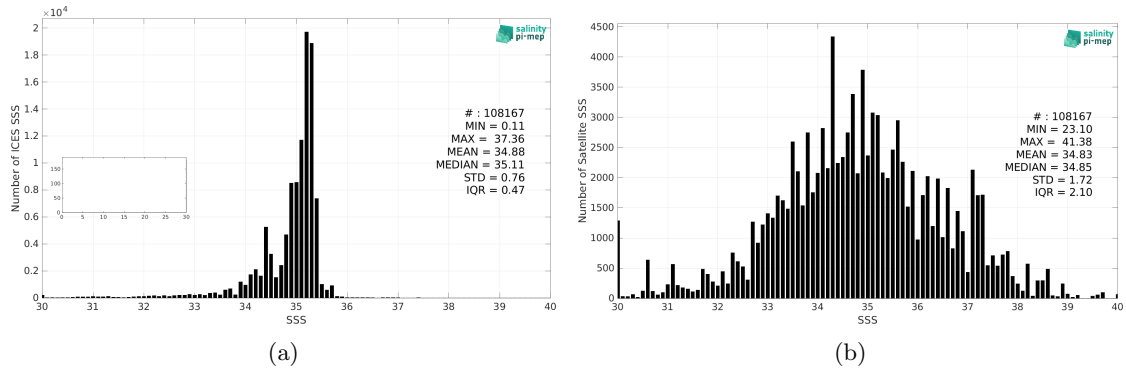 ×10⁴
2
1.8
1.6
1.4
1.2
1
0.8
0.6
0.4
0.2
0
Number of ICES SSS
salinity
pi-mep
# : 108167
MIN = 0.11
MAX = 37.36
MEAN = 34.88
MEDIAN = 35.11
STD = 0.76
IQR = 0.47
150
100
50
0
0 5 10 15 20 25 30
30 31 32 33 34 35 36 37 38 39 40
SSS
(a)
4500
4000
3500
3000
2500
2000
1500
1000
500
0
Number of Satellite SSS
salinity
pi-mep
# : 108167
MIN = 23.10
MAX = 41.38
MEAN = 34.83
MEDIAN = 34.85
STD = 1.72
IQR = 2.10
30 31 32 33 34 35 36 37 38 39 40
SSS
(b)